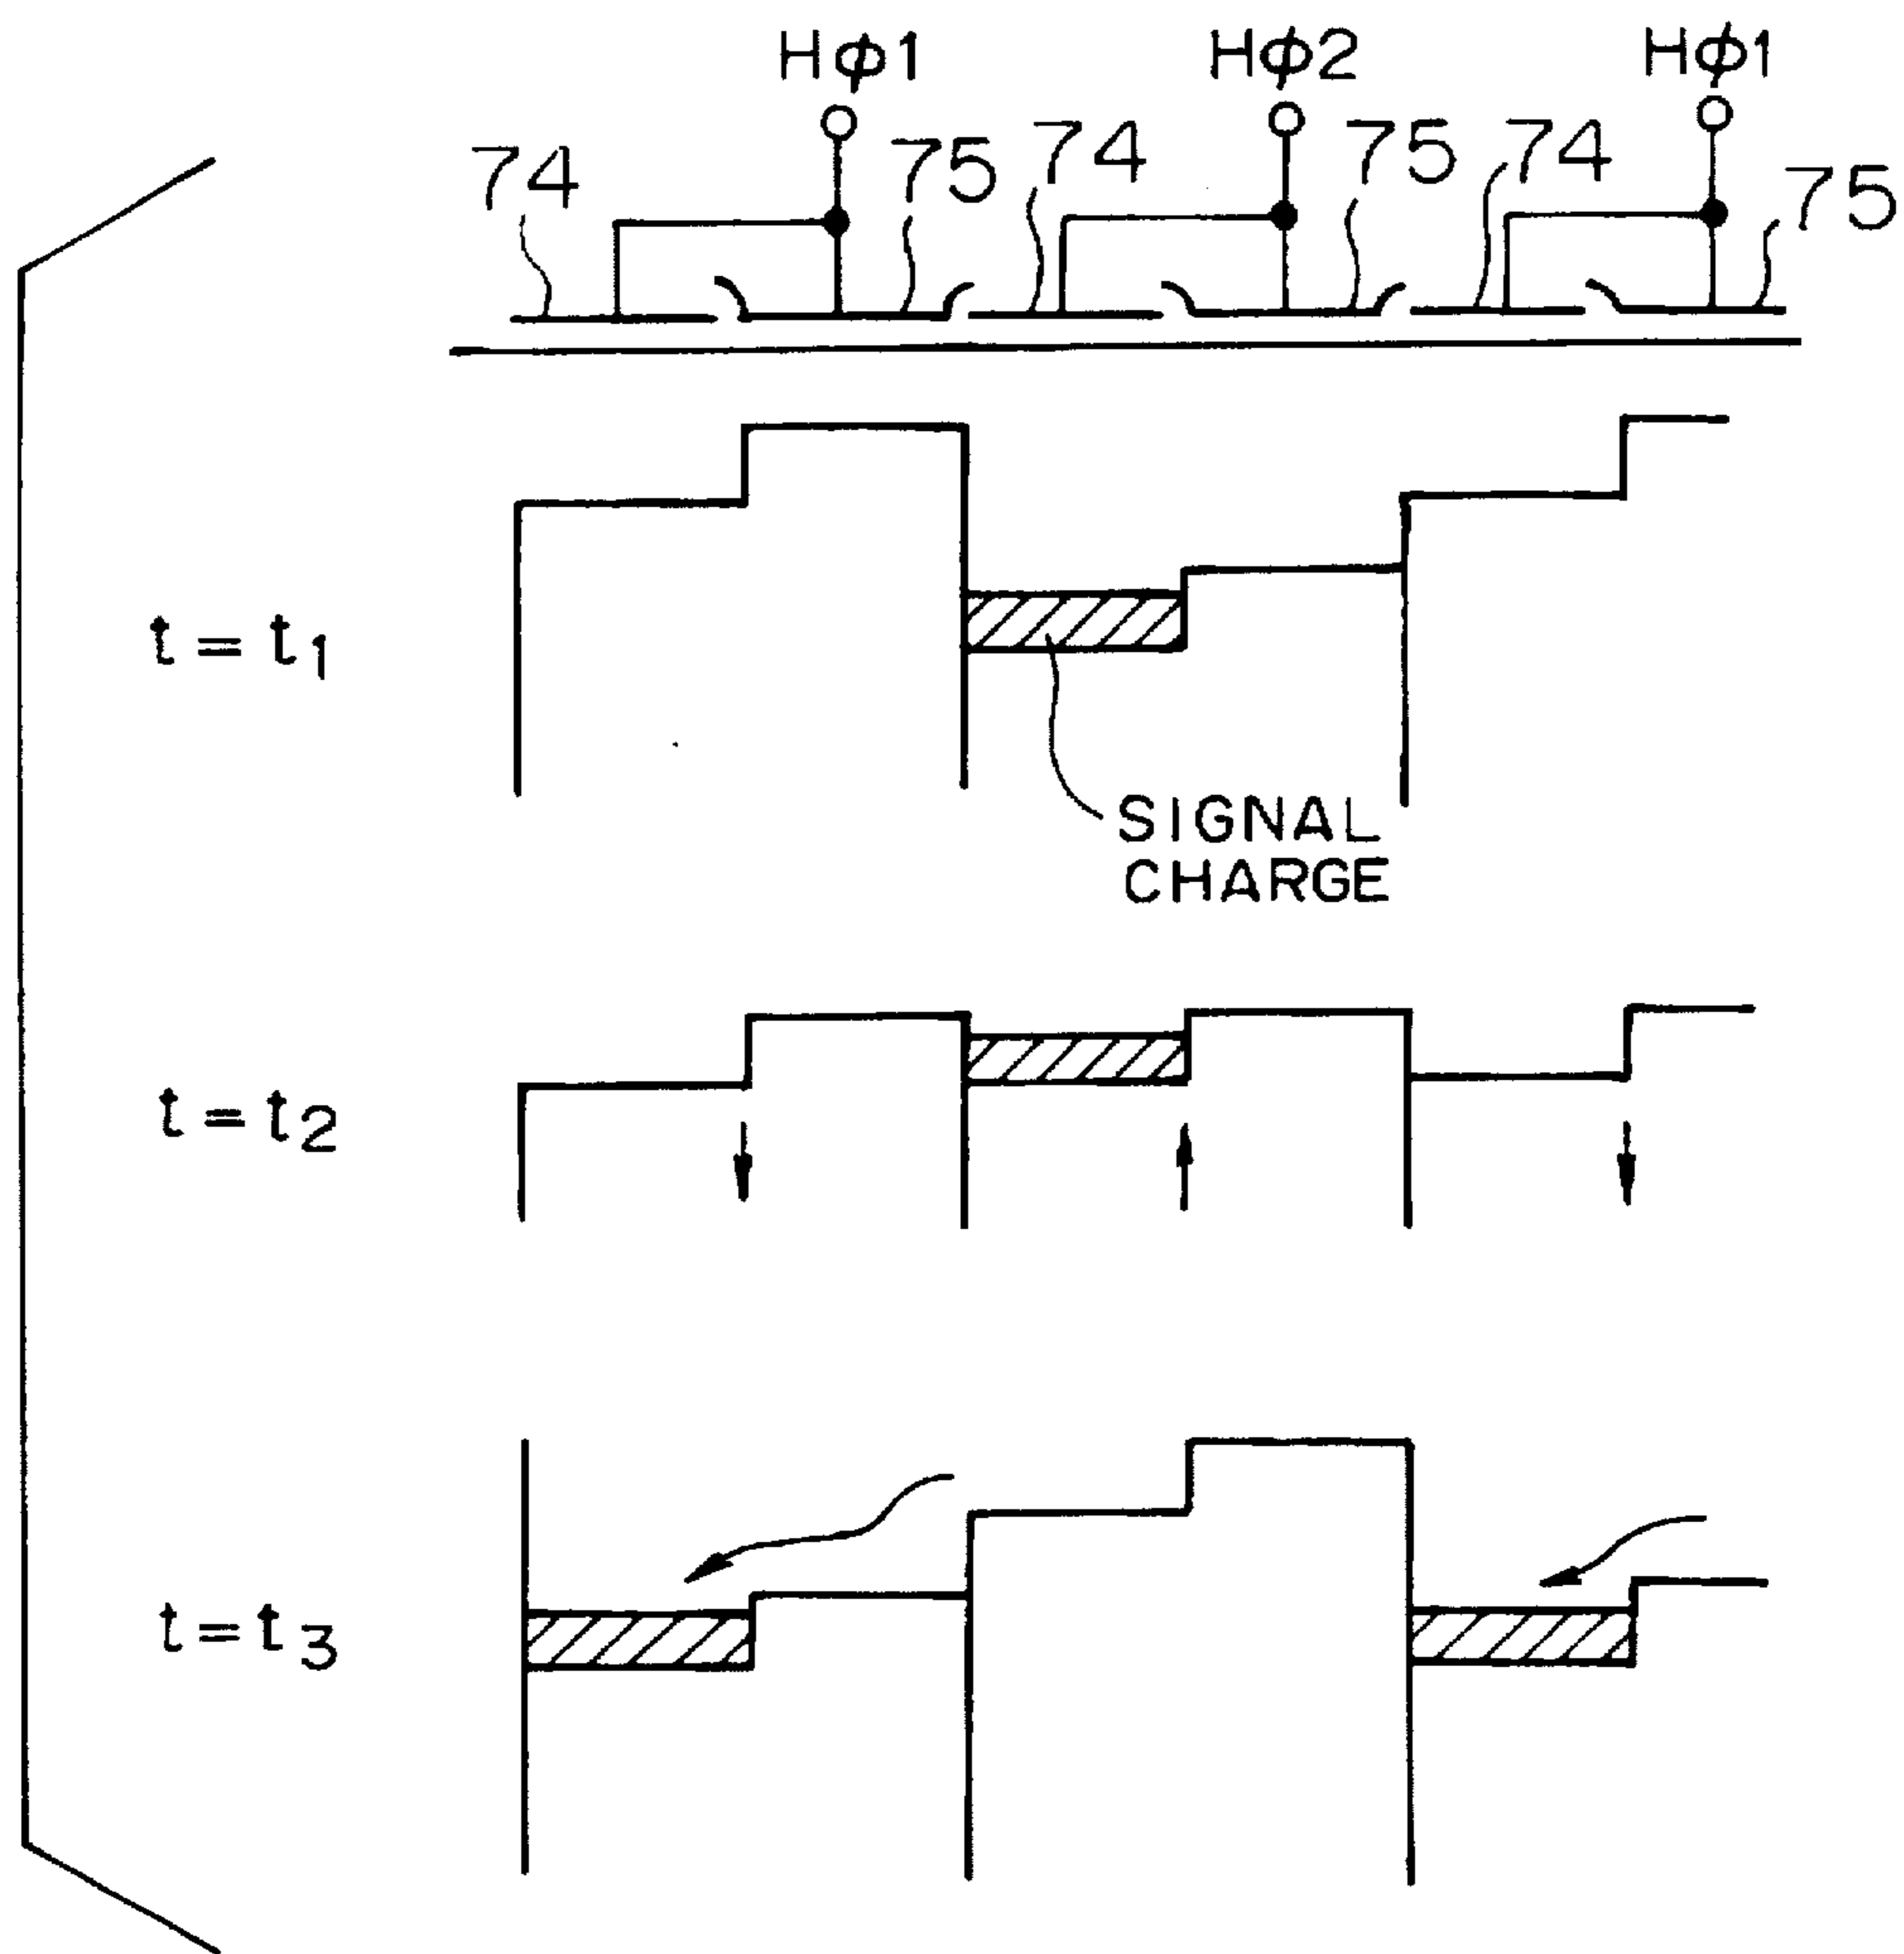 Hφ1 Hφ2 Hφ1
74 75 74 75 74 75
t=t1
SIGNAL
CHARGE
t=t2
t=t3